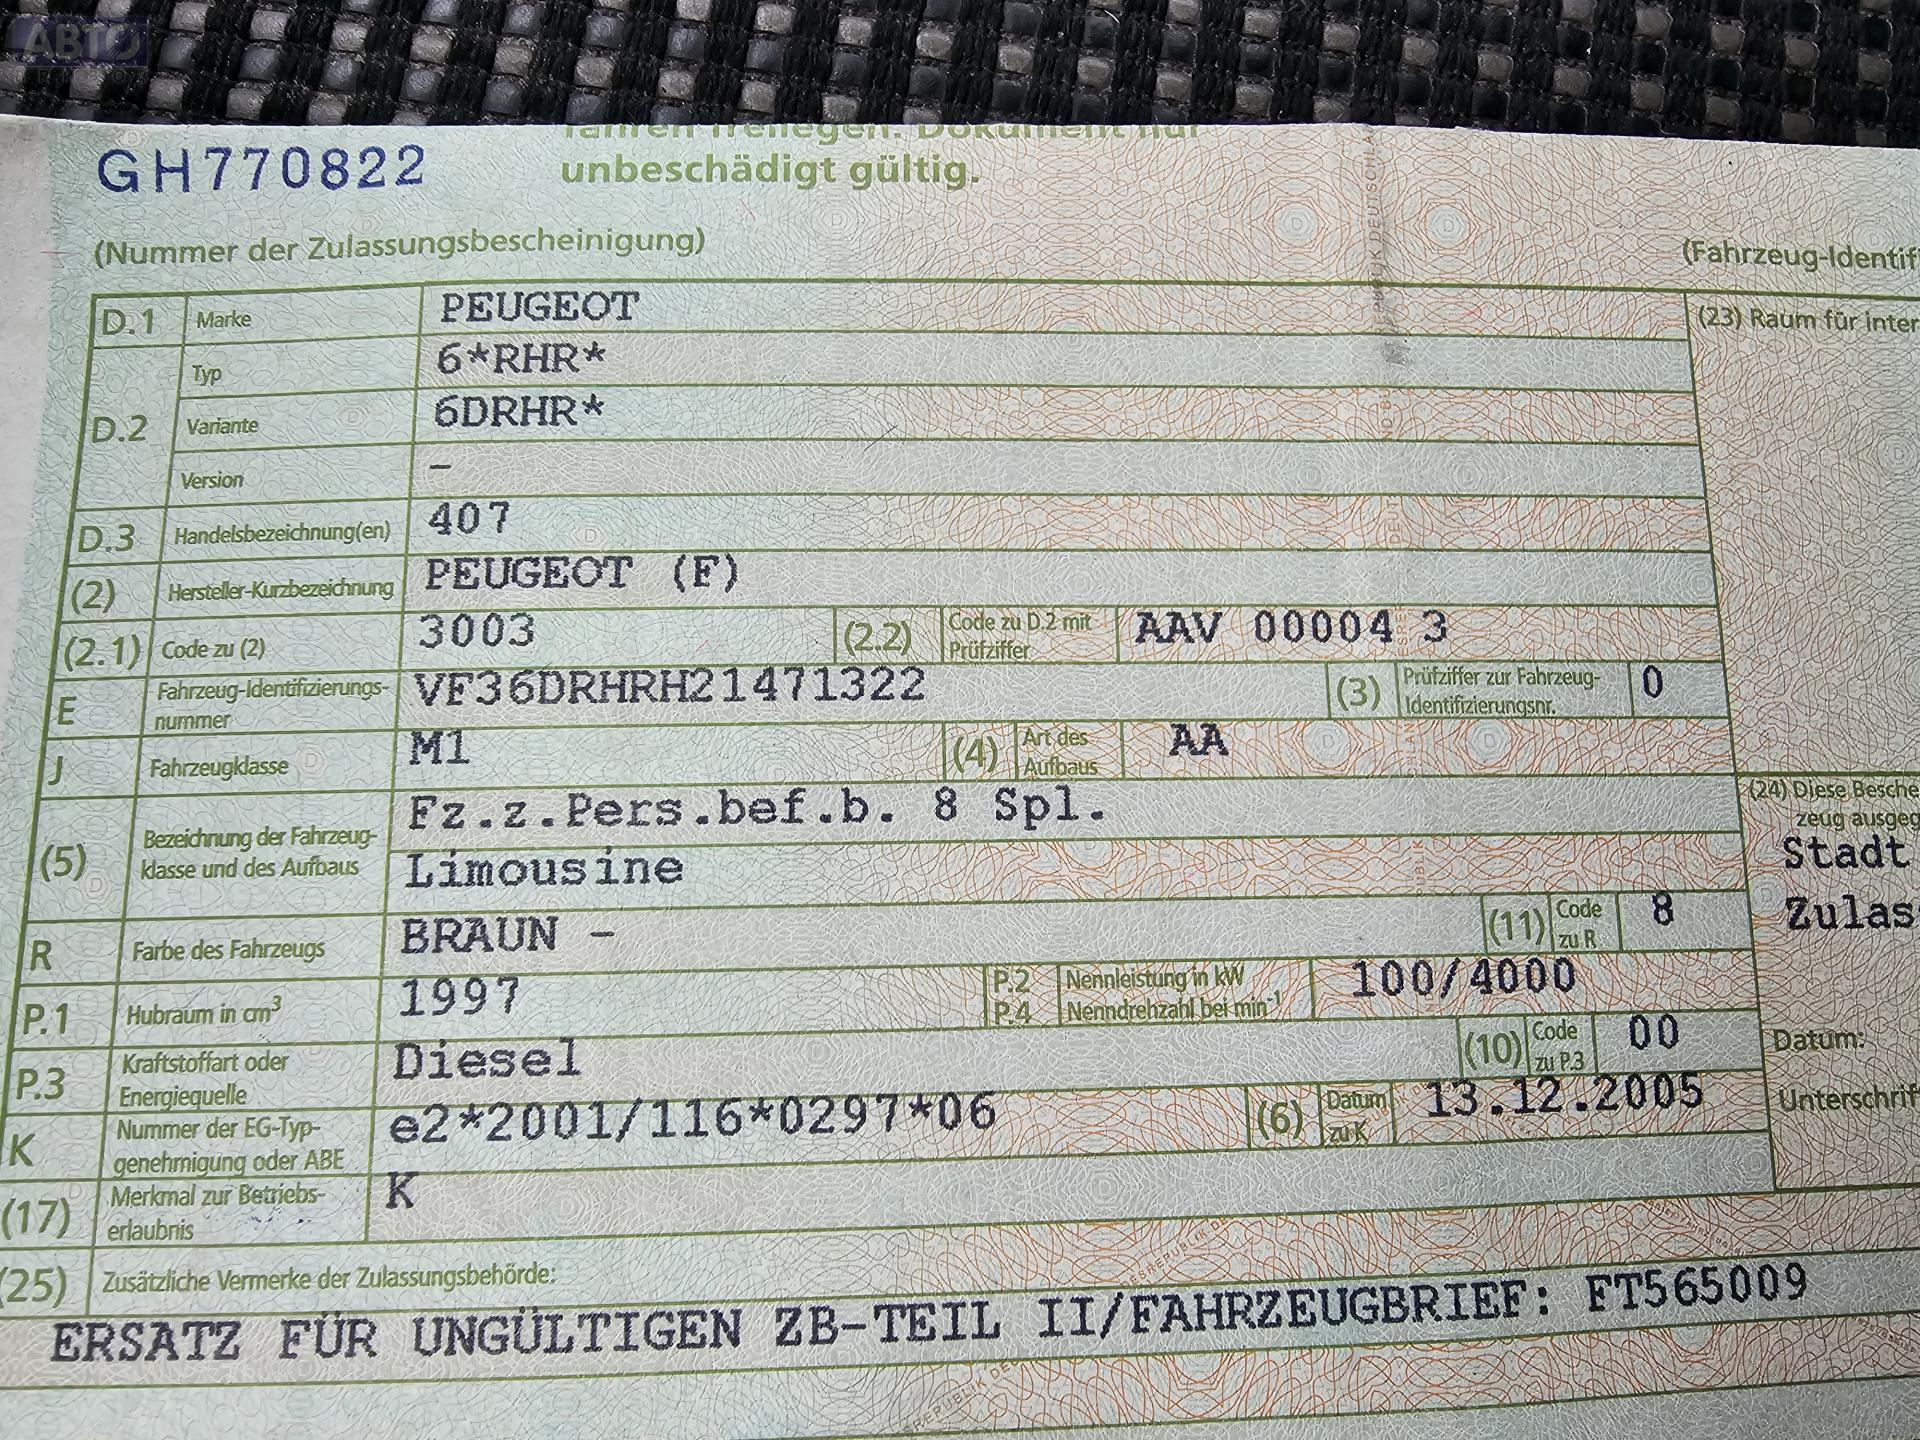 АВТО
GH770822
fahren freilegen. Dokument nur
unbeschädigt gültig.
(Nummer der Zulassungsbescheinigung)
(Fahrzeug-Identif
D.1 Marke PEUGEOT
(23) Raum für inter
D.2 Typ 6*RHR*
Variante 6DRHR*
Version –
D.3 Handelsbezeichnung(en) 407
(2) Hersteller-Kurzbezeichnung PEUGEOT (F)
(2.1) Code zu (2) 3003 (2.2) Code zu D.2 mit Prüfziffer AAV 00004 3
E Fahrzeug-Identifizierungs-nummer VF36DRHRH21471322 (3) Prüfziffer zur Fahrzeug-Identifizierungsnr. 0
J Fahrzeugklasse M1 (4) Art des Aufbaus AA
(5) Bezeichnung der Fahrzeug-klasse und des Aufbaus Fz.z.Pers.bef.b. 8 Spl.
Limousine
(24) Diese Besche
zeug ausgeg
Stadt
Zulas
R Farbe des Fahrzeugs BRAUN – (11) Code zu R 8
P.1 Hubraum in cm³ 1997 P.2 Nennleistung in kW P.4 Nenndrehzahl bei min⁻¹ 100/4000
P.3 Kraftstoffart oder Energiequelle Diesel (10) Code zu P.3 00
Datum:
K Nummer der EG-Typ-genehmigung oder ABE e2*2001/116*0297*06 (6) Datum zu K 13.12.2005
Unterschrif
(17) Merkmal zur Betriebs-erlaubnis K
(25) Zusätzliche Vermerke der Zulassungsbehörde:
ERSATZ FÜR UNGÜLTIGEN ZB-TEIL II/FAHRZEUGBRIEF: FT565009